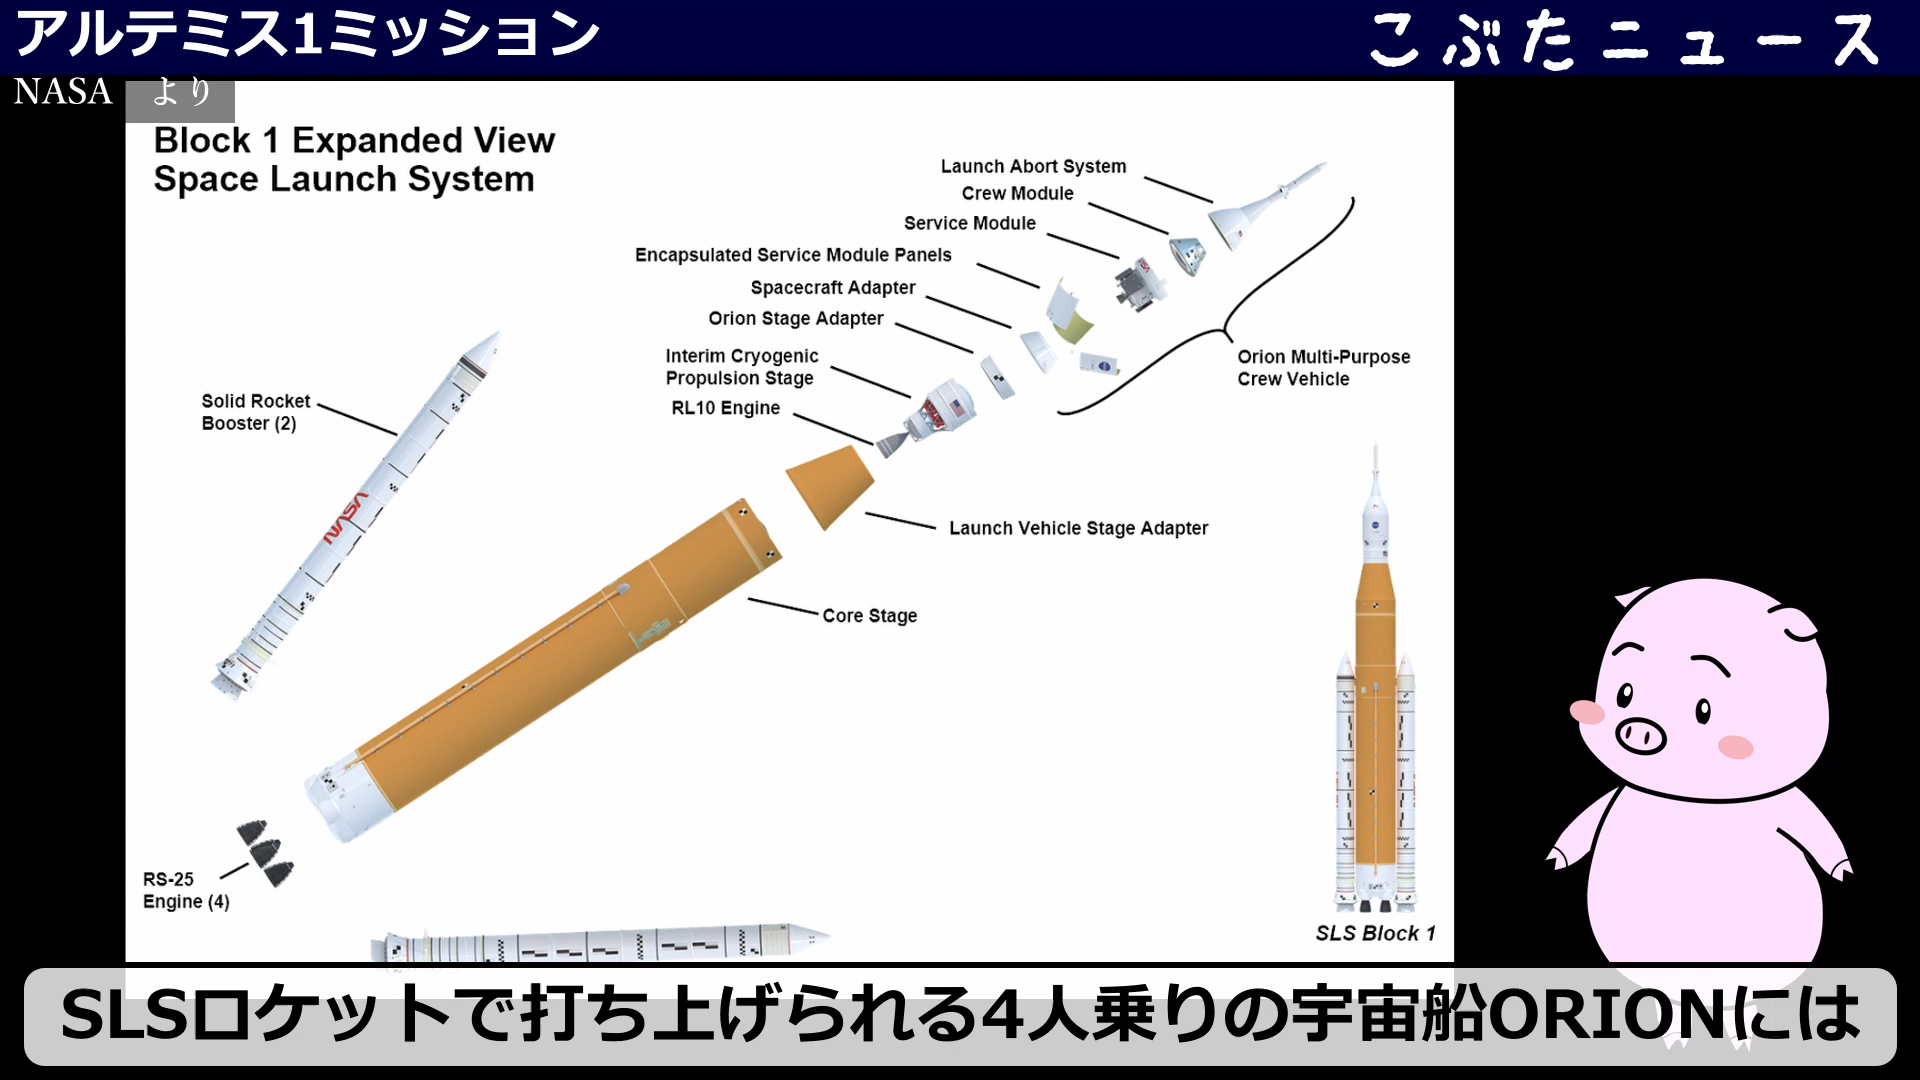 アルテミス1ミッション
こぶたニュース
NASA より
Block 1 Expanded View
Space Launch System
Launch Abort System
Crew Module
Service Module
Encapsulated Service Module Panels
Spacecraft Adapter
Orion Stage Adapter
Interim Cryogenic
Propulsion Stage
RL10 Engine
Orion Multi-Purpose
Crew Vehicle
Solid Rocket
Booster (2)
NASA
Launch Vehicle Stage Adapter
Core Stage
RS-25
Engine (4)
SLS Block 1
SLSロケットで打ち上げられる4人乗りの宇宙船ORIONには